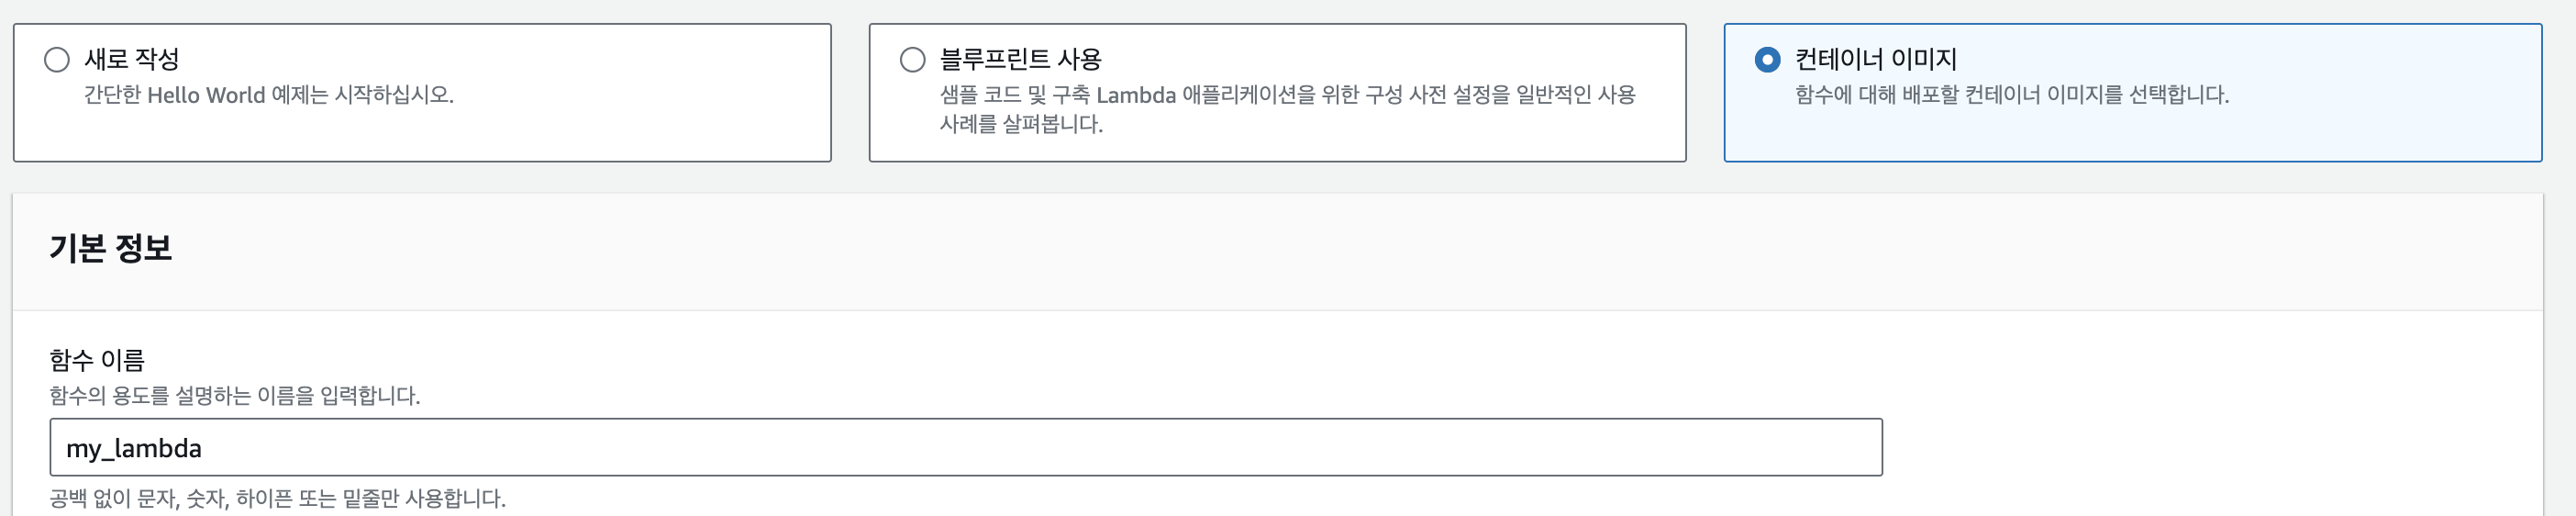 새로 작성
간단한 Hello World 예제는 시작하십시오.
블루프린트 사용
샘플 코드 및 구축 Lambda 애플리케이션을 위한 구성 사전 설정을 일반적인 사용
사례를 살펴봅니다.
컨테이너 이미지
함수에 대해 배포할 컨테이너 이미지를 선택합니다.
기본 정보
함수 이름
함수의 용도를 설명하는 이름을 입력합니다.
my_lambda
공백 없이 문자, 숫자, 하이픈 또는 밑줄만 사용합니다.